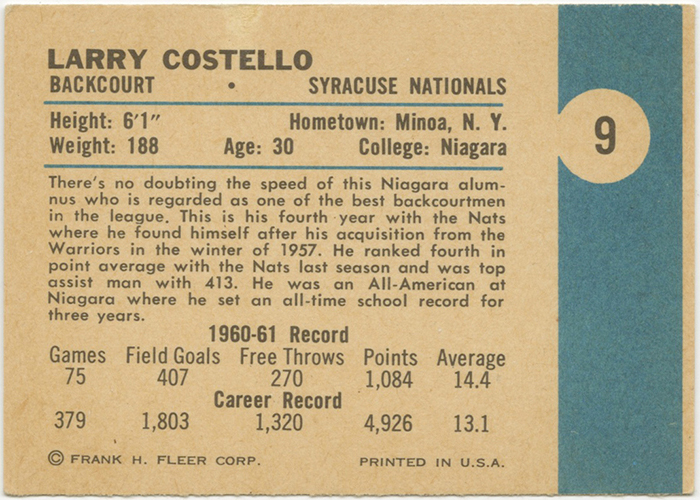 LARRY COSTELLO
BACKCOURT • SYRACUSE NATIONALS
Height: 6'1" Hometown: Minoa, N. Y.
Weight: 188 Age: 30 College: Niagara
9
There's no doubting the speed of this Niagara alum-
nus who is regarded as one of the best backcourtmen
in the league. This is his fourth year with the Nats
where he found himself after his acquisition from the
Warriors in the winter of 1957. He ranked fourth in
point average with the Nats last season and was top
assist man with 413. He was an All-American at
Niagara where he set an all-time school record for
three years.
1960-61 Record
Games Field Goals Free Throws Points Average
75 407 270 1,084 14.4
Career Record
379 1,803 1,320 4,926 13.1
© FRANK H. FLEER CORP. PRINTED IN U.S.A.